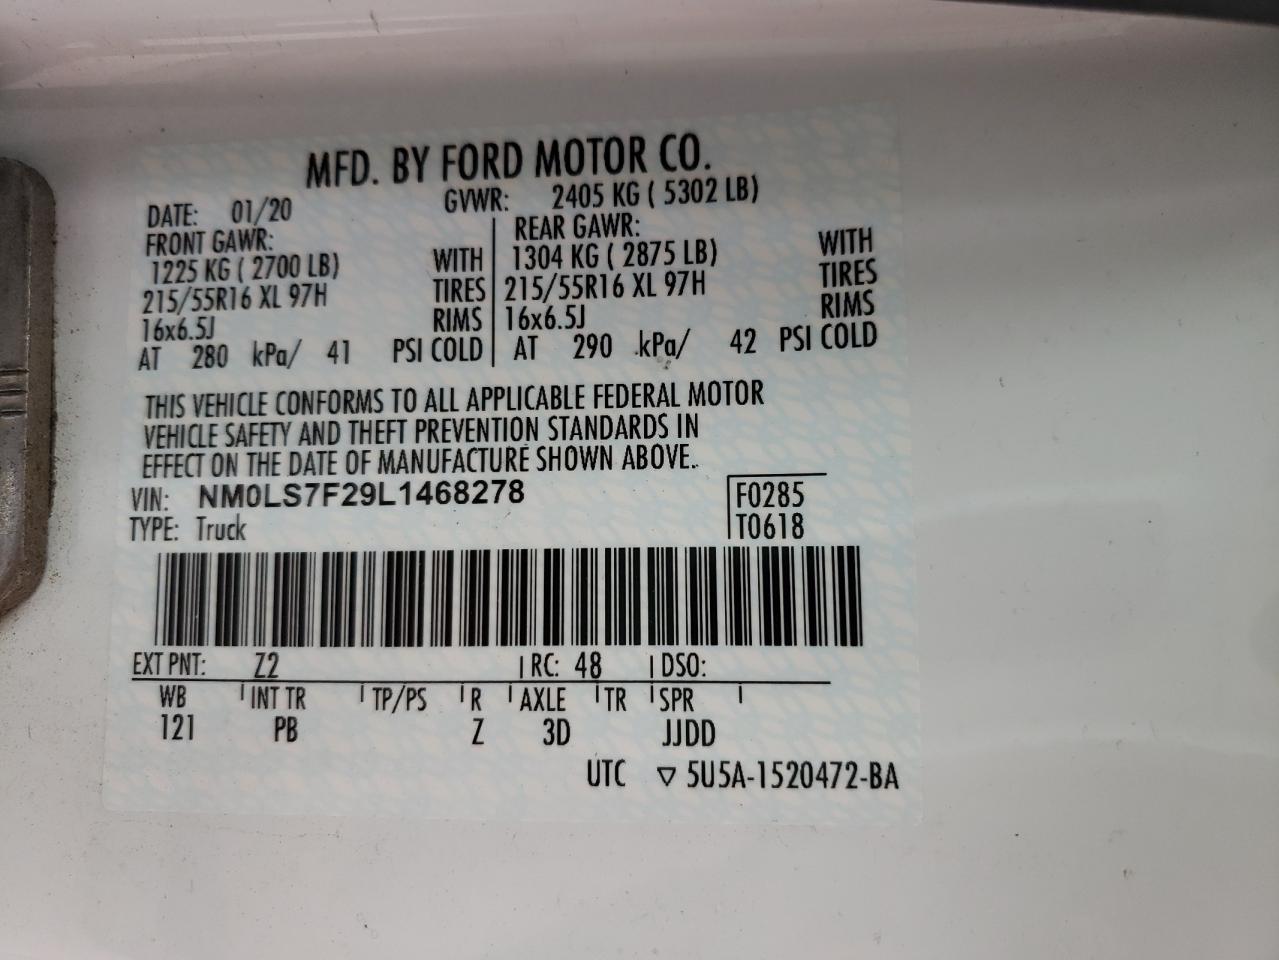 MFD. BY FORD MOTOR CO.
DATE: 01/20 GVWR: 2405 KG ( 5302 LB)
FRONT GAWR: REAR GAWR:
1225 KG ( 2700 LB) WITH 1304 KG ( 2875 LB) WITH
215/55R16 XL 97H TIRES 215/55R16 XL 97H TIRES
16x6.5J RIMS 16x6.5J RIMS
AT 280 kPa/ 41 PSI COLD AT 290 kPa/ 42 PSI COLD
THIS VEHICLE CONFORMS TO ALL APPLICABLE FEDERAL MOTOR
VEHICLE SAFETY AND THEFT PREVENTION STANDARDS IN
EFFECT ON THE DATE OF MANUFACTURE SHOWN ABOVE.
VIN: NM0LS7F29L1468278 F0285
TYPE: Truck T0618
EXT PNT: Z2 RC: 48 DSO:
WB INT TR TP/PS R AXLE TR SPR
121 PB Z 3D JJDD
UTC ▽ 5U5A-1520472-BA